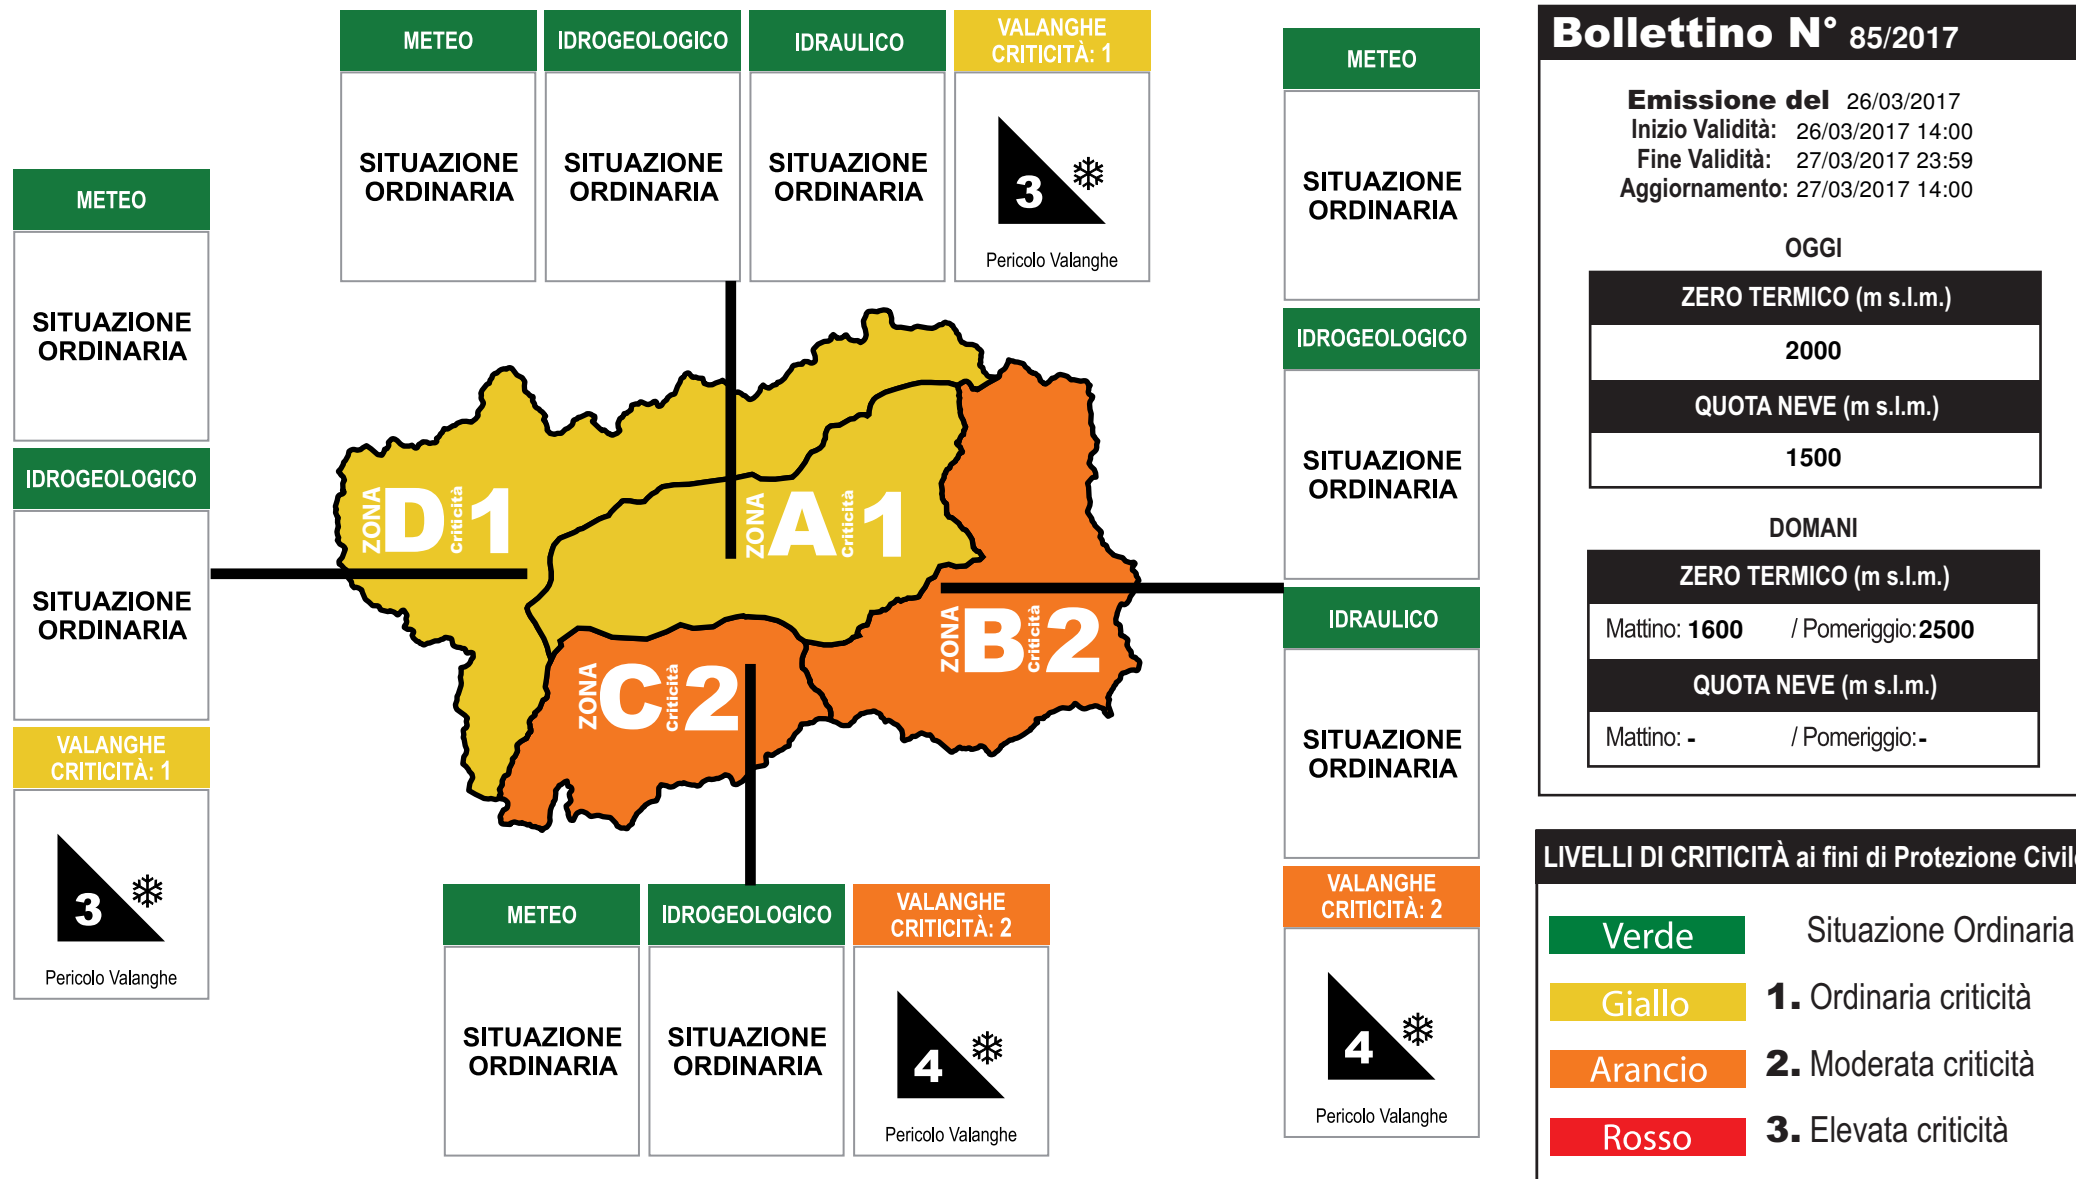 METEO
SITUAZIONE
ORDINARIA
IDROGEOLOGICO
SITUAZIONE
ORDINARIA
IDRAULICO
SITUAZIONE
ORDINARIA
VALANGHE
CRITICITÀ: 1
3
Pericolo Valanghe
METEO
SITUAZIONE
ORDINARIA
IDROGEOLOGICO
SITUAZIONE
ORDINARIA
VALANGHE
CRITICITÀ: 1
3
Pericolo Valanghe
ZONA D Criticità 1
ZONA A Criticità 1
ZONA B Criticità 2
ZONA C Criticità 2
METEO
SITUAZIONE
ORDINARIA
IDROGEOLOGICO
SITUAZIONE
ORDINARIA
VALANGHE
CRITICITÀ: 2
4
Pericolo Valanghe
METEO
SITUAZIONE
ORDINARIA
IDROGEOLOGICO
SITUAZIONE
ORDINARIA
IDRAULICO
SITUAZIONE
ORDINARIA
VALANGHE
CRITICITÀ: 2
4
Pericolo Valanghe
Bollettino N° 85/2017
Emissione del 26/03/2017
Inizio Validità: 26/03/2017 14:00
Fine Validità: 27/03/2017 23:59
Aggiornamento: 27/03/2017 14:00
OGGI
ZERO TERMICO (m s.l.m.)
2000
QUOTA NEVE (m s.l.m.)
1500
DOMANI
ZERO TERMICO (m s.l.m.)
Mattino: 1600 / Pomeriggio: 2500
QUOTA NEVE (m s.l.m.)
Mattino: - / Pomeriggio: -
LIVELLI DI CRITICITÀ ai fini di Protezione Civile
Verde Situazione Ordinaria
Giallo 1. Ordinaria criticità
Arancio 2. Moderata criticità
Rosso 3. Elevata criticità